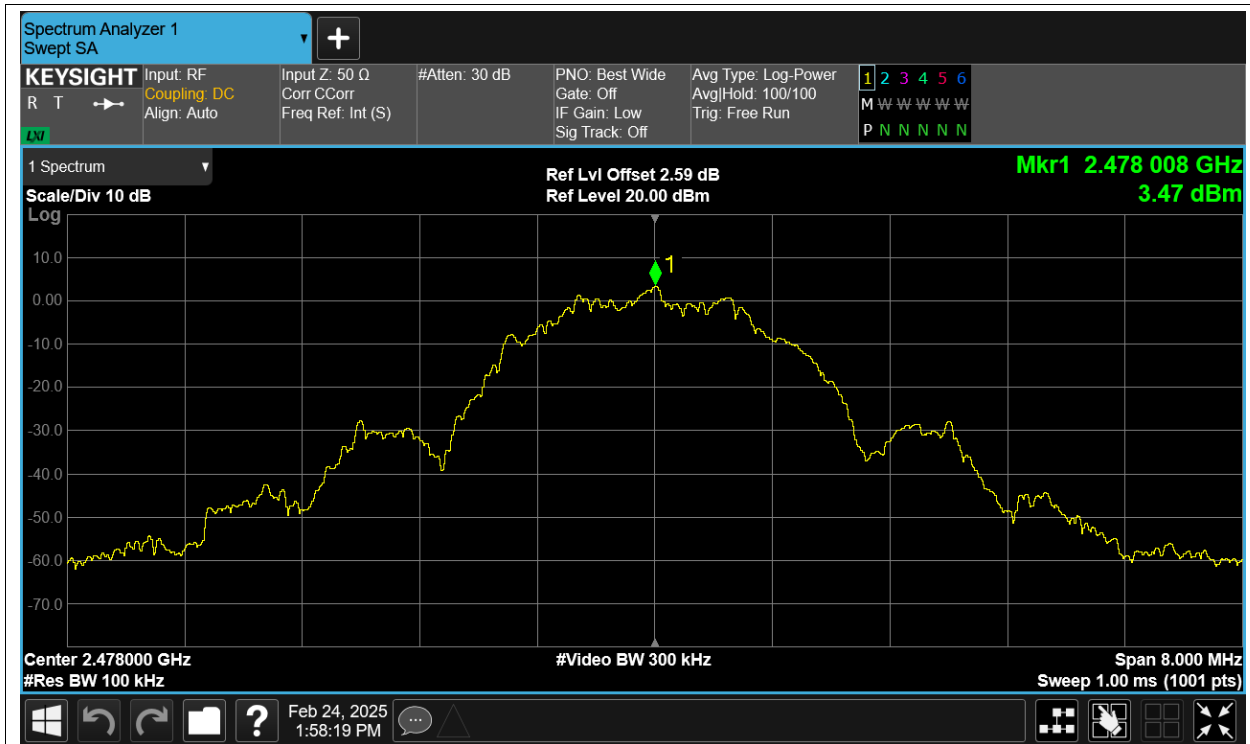 Spectrum Analyzer 1
Swept SA
KEYSIGHT
R T
LXI
Input: RF
Coupling: DC
Align: Auto
Input Z: 50 Ω
Corr CCorr
Freq Ref: Int (S)
#Atten: 30 dB
PNO: Best Wide
Gate: Off
IF Gain: Low
Sig Track: Off
Avg Type: Log-Power
Avg|Hold: 100/100
Trig: Free Run
1 2 3 4 5 6
M W W W W W
P N N N N N
1 Spectrum
Scale/Div 10 dB
Ref Lvl Offset 2.59 dB
Ref Level 20.00 dBm
Mkr1 2.478 008 GHz
3.47 dBm
Log
10.0
0.00
-10.0
-20.0
-30.0
-40.0
-50.0
-60.0
-70.0
1
Center 2.478000 GHz
#Res BW 100 kHz
#Video BW 300 kHz
Span 8.000 MHz
Sweep 1.00 ms (1001 pts)
?
Feb 24, 2025
1:58:19 PM